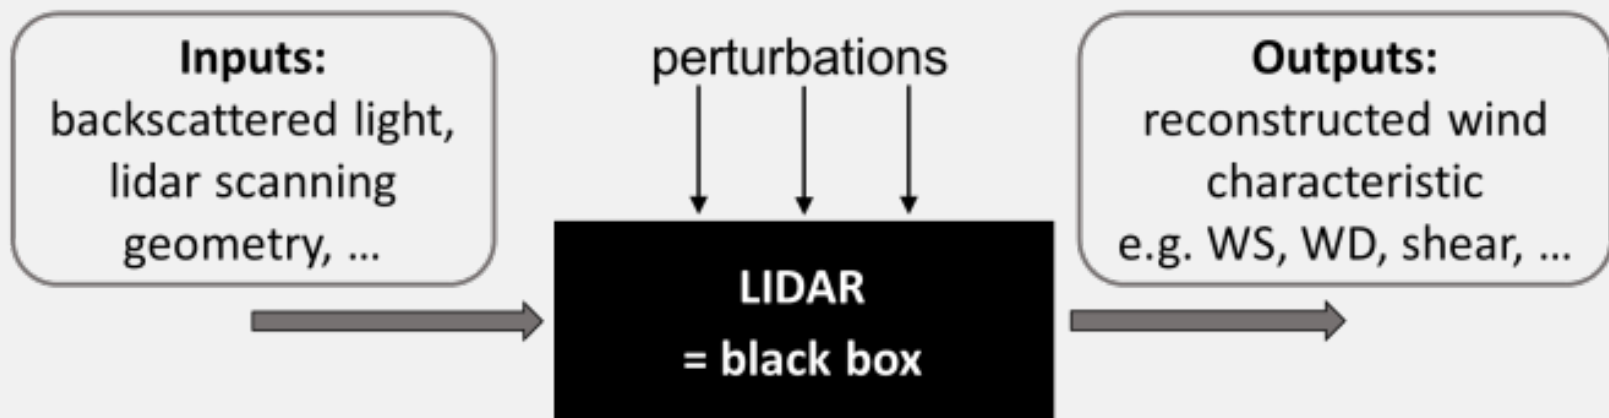 Inputs:
backscattered light,
lidar scanning
geometry, ...
perturbations
LIDAR
= black box
Outputs:
reconstructed wind
characteristic
e.g. WS, WD, shear, ...